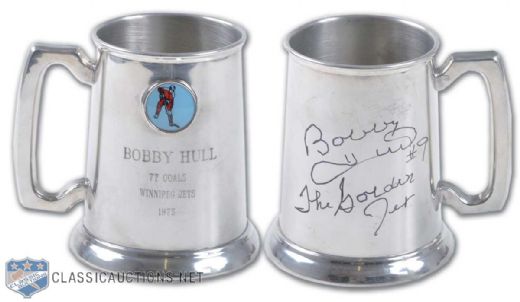 BOBBY HULL
77 GOALS
WINNIPEG JETS
1975
Bobby
Hull #9
The Golden
Jet
CLASSICAUCTIONS.NET